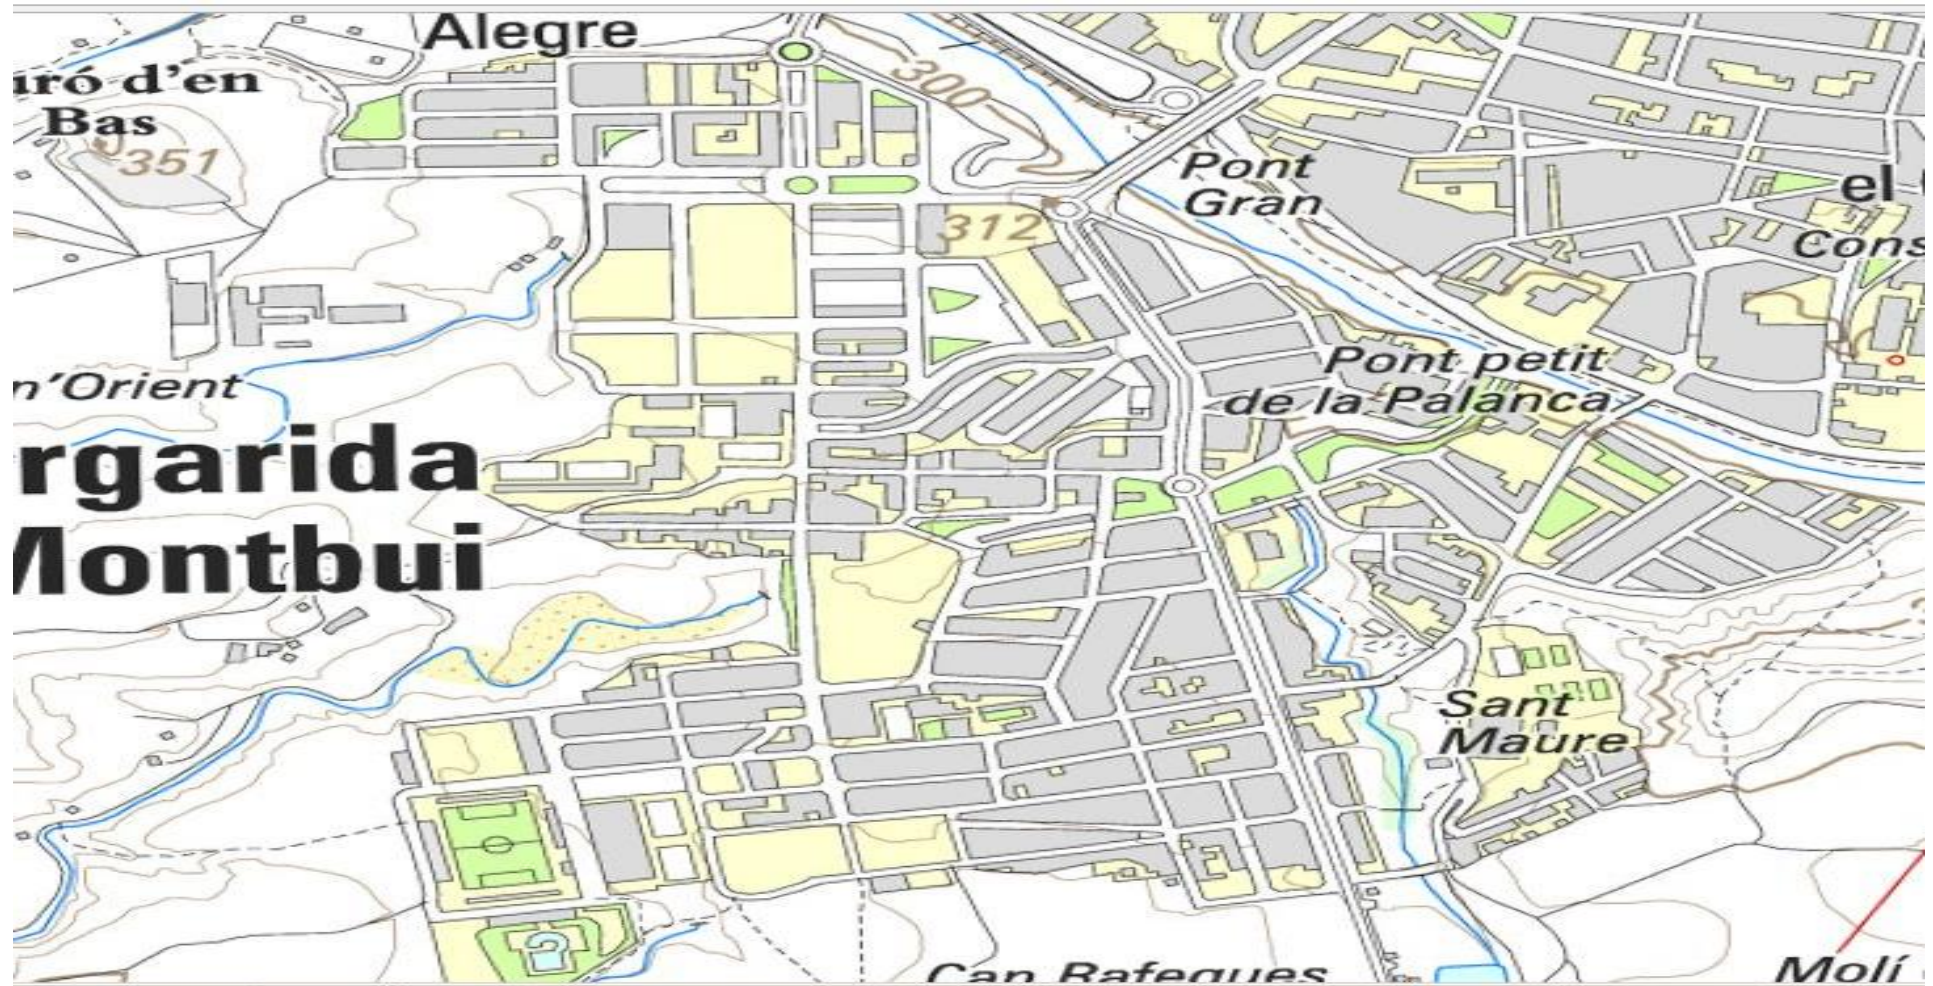 Alegre
uró d'en
Bas
351
300
Pont
Gran
312
el
Cons
Pont petit
de la Palanca
n'Orient
rgarida
Montbui
Sant
Maure
Can Rafeques
Molí